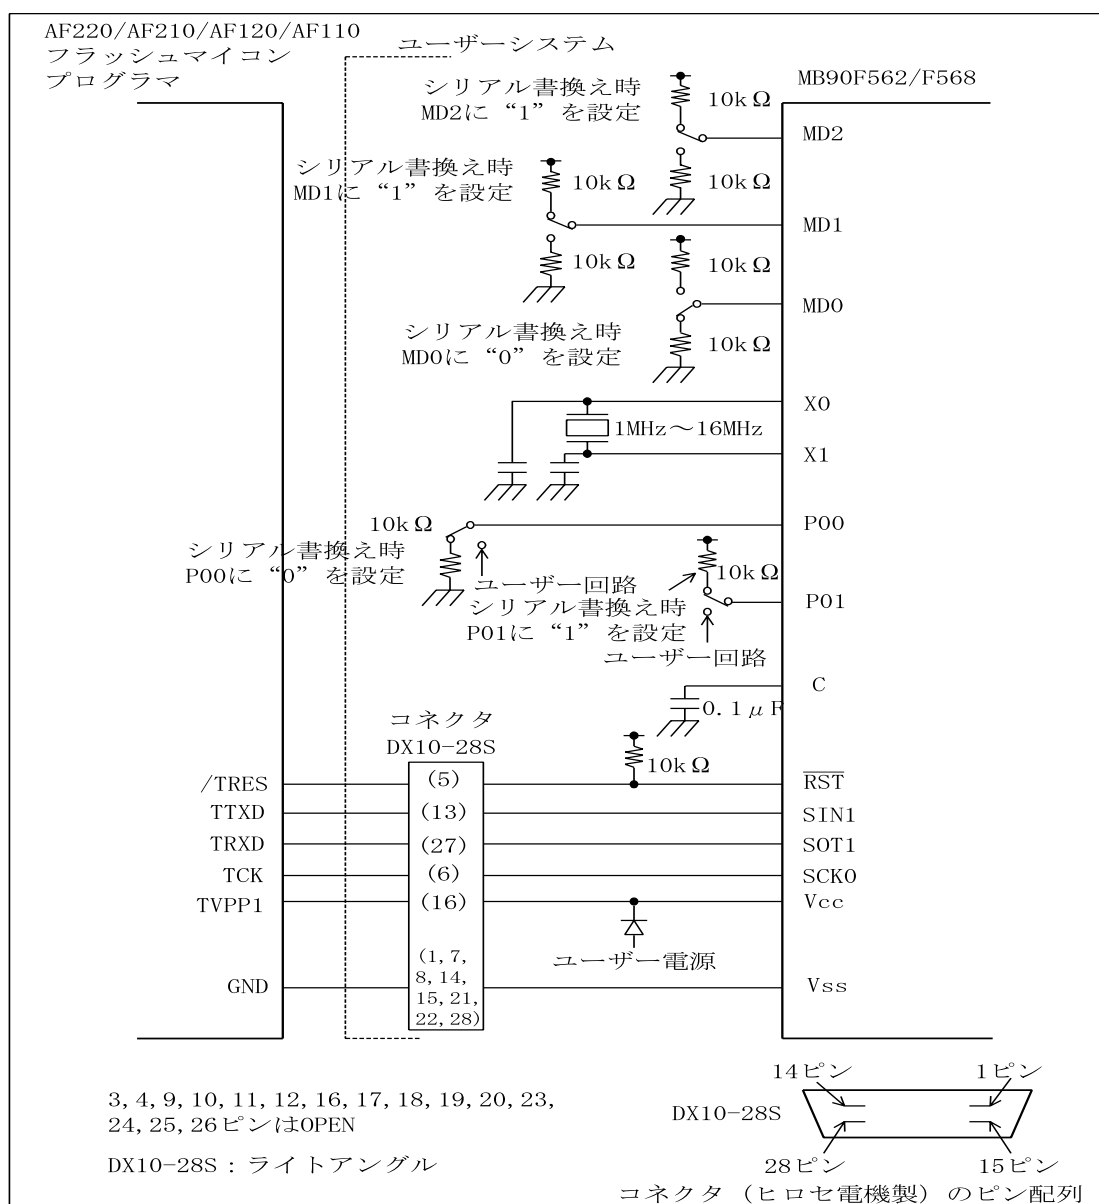 AF220/AF210/AF120/AF110
フラッシュマイコン
プログラマ
ユーザーシステム
MB90F562/F568
シリアル書換え時
MD2に“1”を設定
10kΩ
MD2
10kΩ
シリアル書換え時
MD1に“1”を設定
10kΩ
MD1
10kΩ
10kΩ
MD0
シリアル書換え時
MD0に“0”を設定
10kΩ
X0
1MHz～16MHz
X1
10kΩ
P00
シリアル書換え時
P00に“0”を設定
ユーザー回路
10kΩ
シリアル書換え時
P01に“1”を設定
P01
ユーザー回路
C
0.1μF
コネクタ
DX10-28S
10kΩ
/TRES
(5)
RST
TTXD
(13)
SIN1
TRXD
(27)
SOT1
TCK
(6)
SCK0
TVPP1
(16)
Vcc
ユーザー電源
GND
(1,7,
8,14,
15,21,
22,28)
Vss
3,4,9,10,11,12,16,17,18,19,20,23,
24,25,26ピンはOPEN
DX10-28S：ライトアングル
14ピン
1ピン
DX10-28S
28ピン
15ピン
コネクタ（ヒロセ電機製）のピン配列